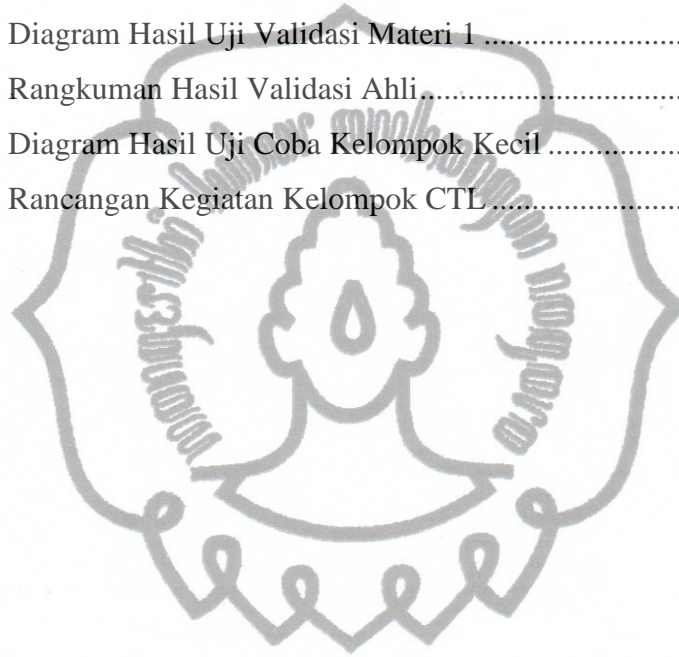 Diagram Hasil Uji Validasi Materi 1 ........................
Rangkuman Hasil Validasi Ahli................................
Diagram Hasil Uji Coba Kelompok Kecil ................
Rancangan Kegiatan Kelompok CTL .......................